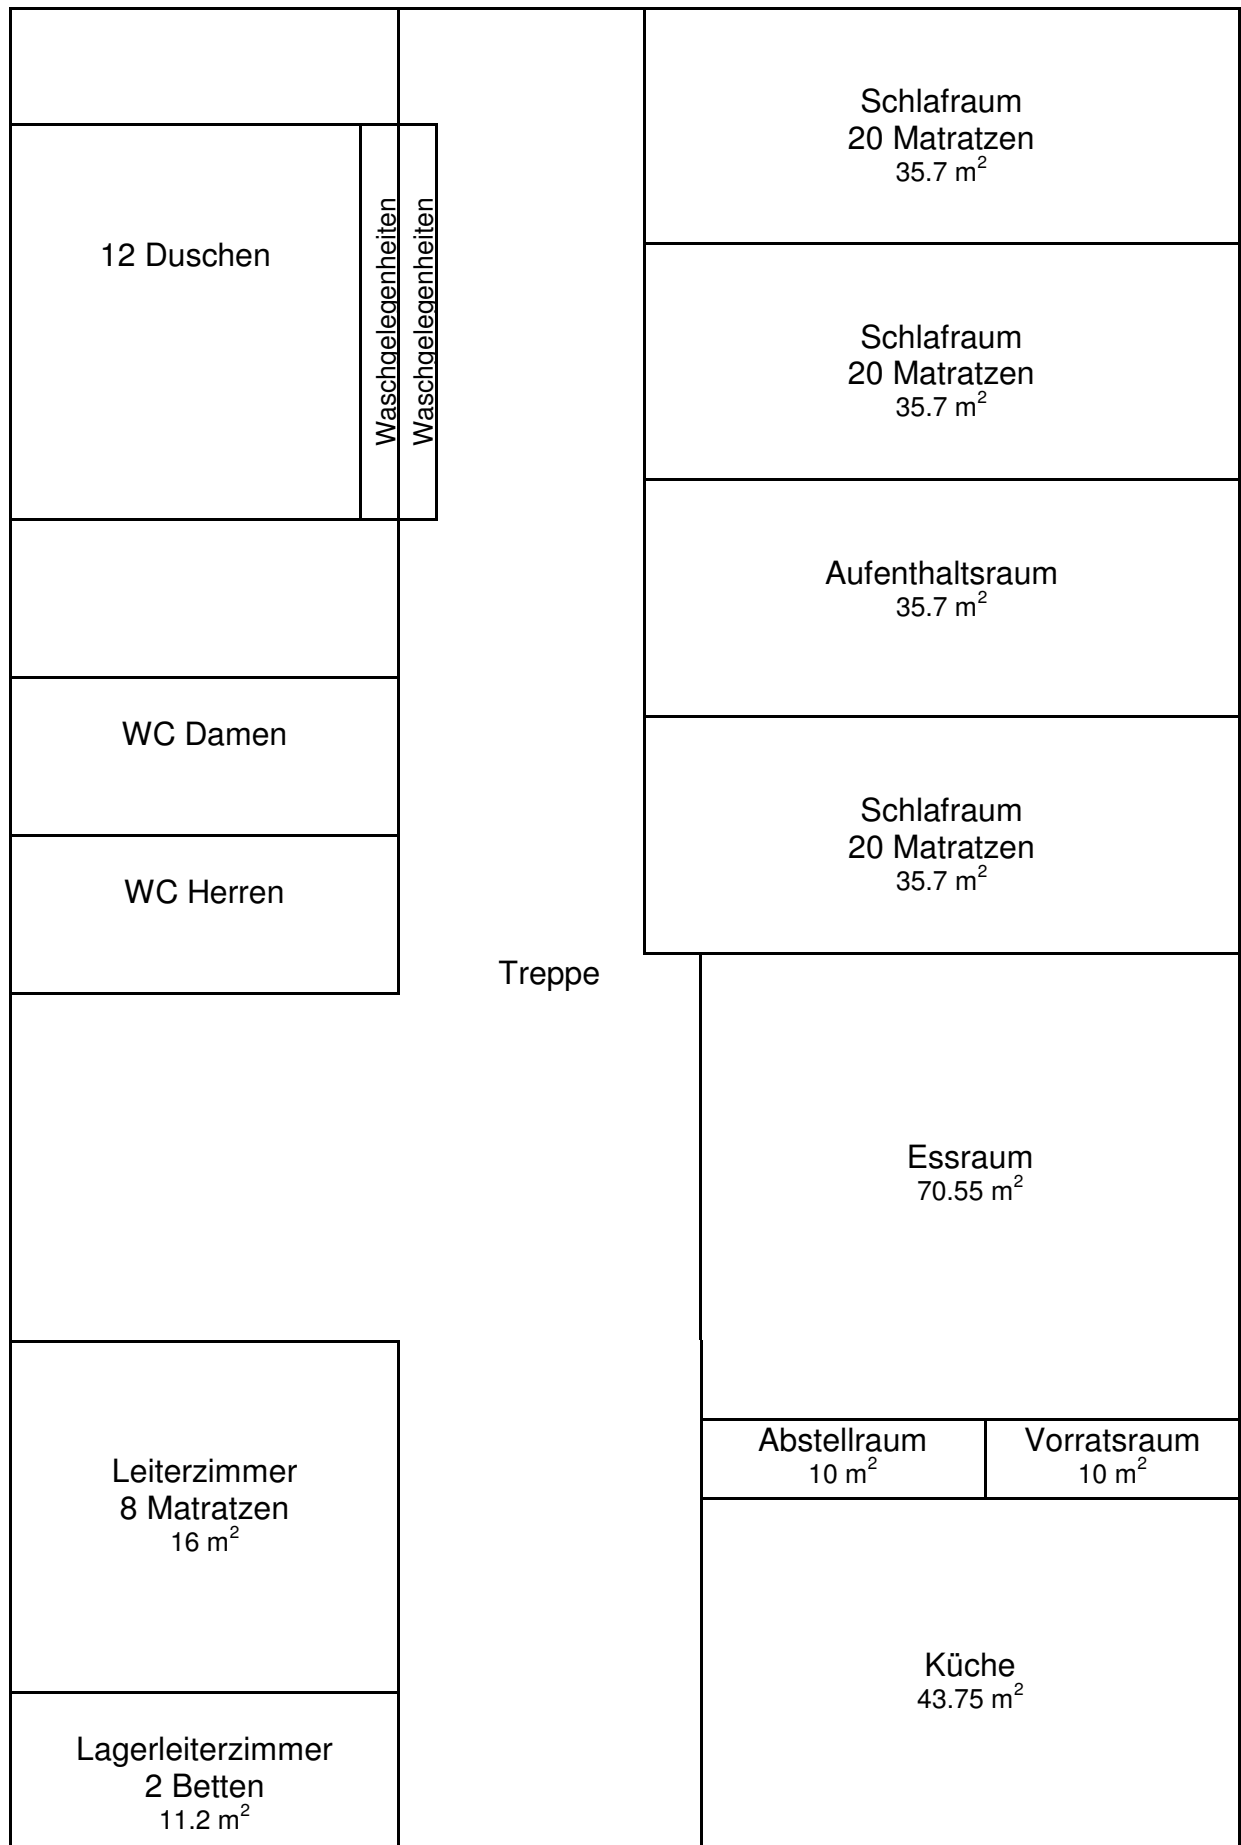 Schlafraum
20 Matratzen
35.7 m²
12 Duschen
Waschgelegenheiten
Waschgelegenheiten
Schlafraum
20 Matratzen
35.7 m²
Aufenthaltsraum
35.7 m²
WC Damen
Schlafraum
20 Matratzen
35.7 m²
WC Herren
Treppe
Essraum
70.55 m²
Abstellraum
10 m²
Vorratsraum
10 m²
Leiterzimmer
8 Matratzen
16 m²
Küche
43.75 m²
Lagerleiterzimmer
2 Betten
11.2 m²